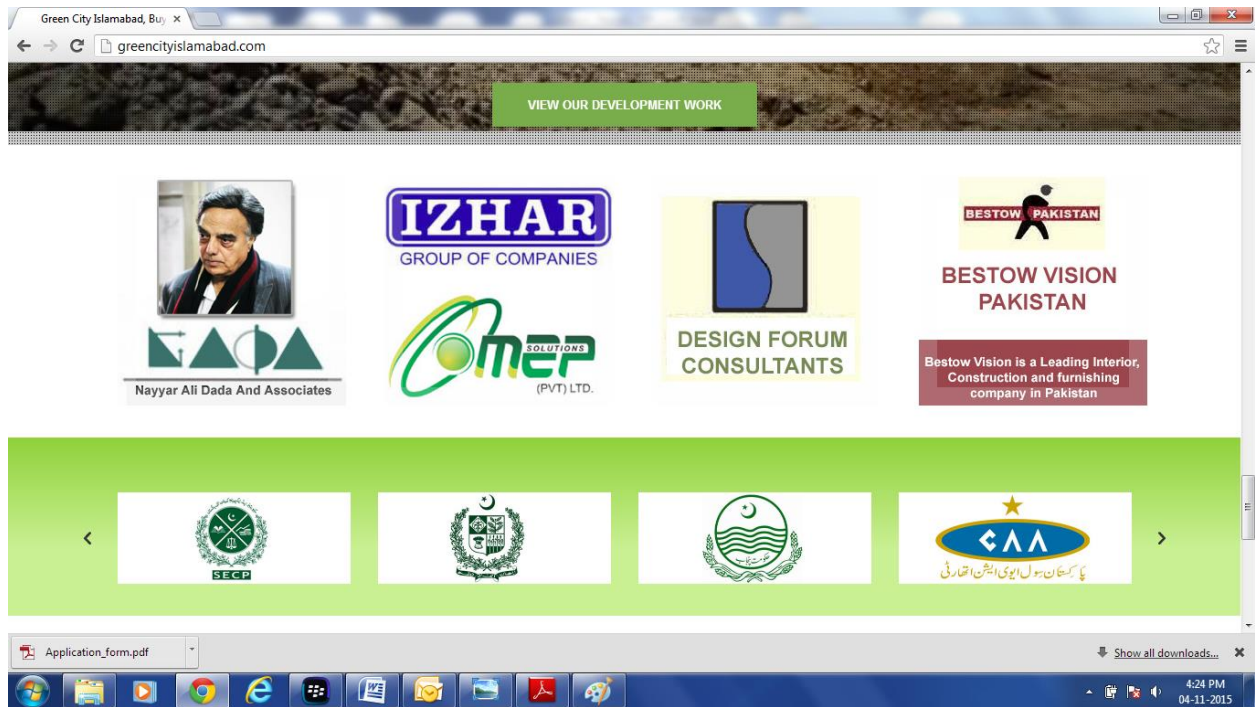 Green City Islamabad, Buy
greencityislamabad.com
VIEW OUR DEVELOPMENT WORK
IZHAR
GROUP OF COMPANIES
SOLUTIONS
mep
(PVT) LTD.
Nayyar Ali Dada And Associates
DESIGN FORUM
CONSULTANTS
BESTOW PAKISTAN
BESTOW VISION
PAKISTAN
Bestow Vision is a Leading Interior,
Construction and furnishing
company in Pakistan
SECP
CAA
پاکستان سول ایوی ایشن اتھارٹی
Application_form.pdf
Show all downloads...
4:24 PM
04-11-2015